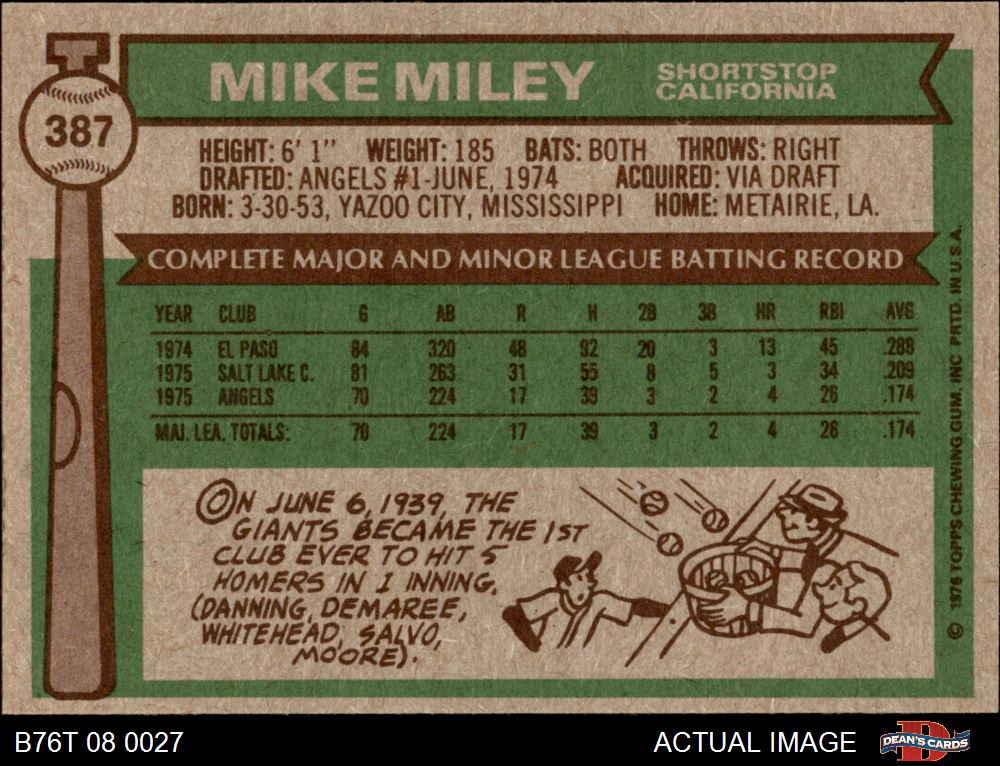 MIKE MILEY
SHORTSTOP
CALIFORNIA
387
HEIGHT: 6' 1" WEIGHT: 185 BATS: BOTH THROWS: RIGHT
DRAFTED: ANGELS #1-JUNE, 1974 ACQUIRED: VIA DRAFT
BORN: 3-30-53, YAZOO CITY, MISSISSIPPI HOME: METAIRIE, LA.
COMPLETE MAJOR AND MINOR LEAGUE BATTING RECORD
YEAR CLUB G AB R H 2B 3B HR RBI AVG
1974 EL PASO 84 320 48 92 20 3 13 45 .288
1975 SALT LAKE C. 81 263 31 55 8 5 3 34 .209
1975 ANGELS 70 224 17 39 3 2 4 26 .174
MAJ. LEA. TOTALS: 70 224 17 39 3 2 4 26 .174
ON JUNE 6, 1939, THE
GIANTS BECAME THE 1ST
CLUB EVER TO HIT 5
HOMERS IN 1 INNING.
(DANNING, DEMAREE,
WHITEHEAD, SALVO,
MOORE).
© 1976 TOPPS CHEWING GUM, INC. PRTD. IN U.S.A.
B76T 08 0027
ACTUAL IMAGE
D
DEAN'S CARDS